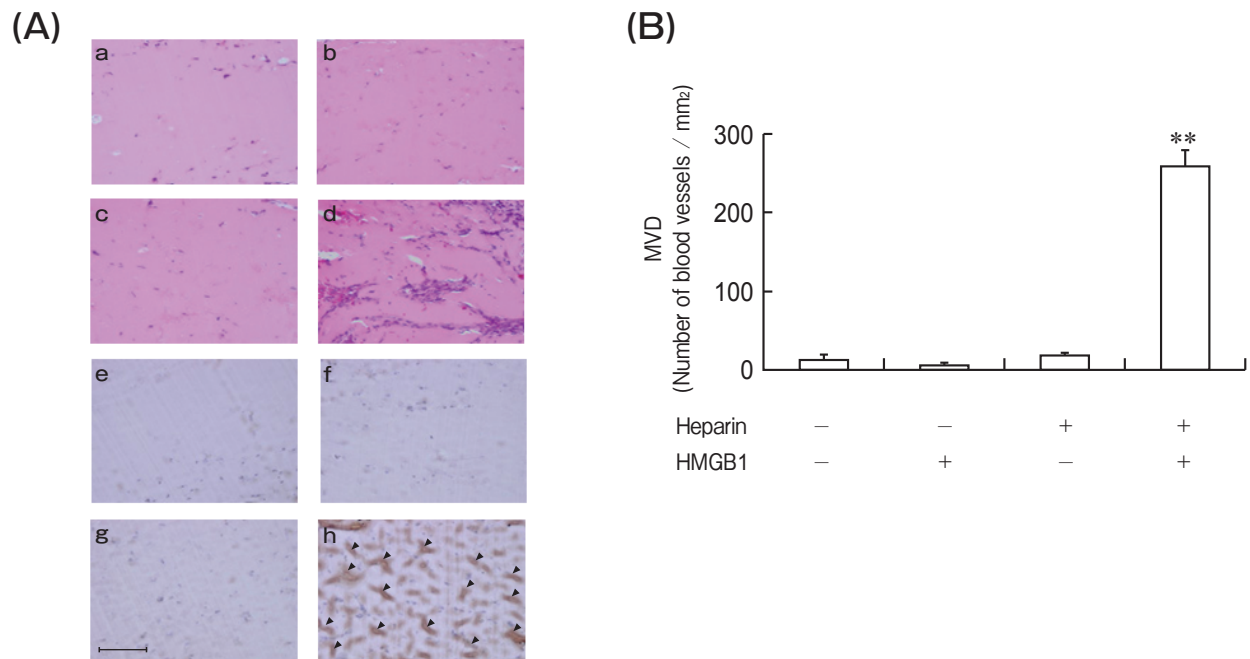 (A)
a
b
c
d
e
f
g
h
(B)
MVD
(Number of blood vessels / mm2)
300
200
100
0
**
Heparin − − + +
HMGB1 − + − +